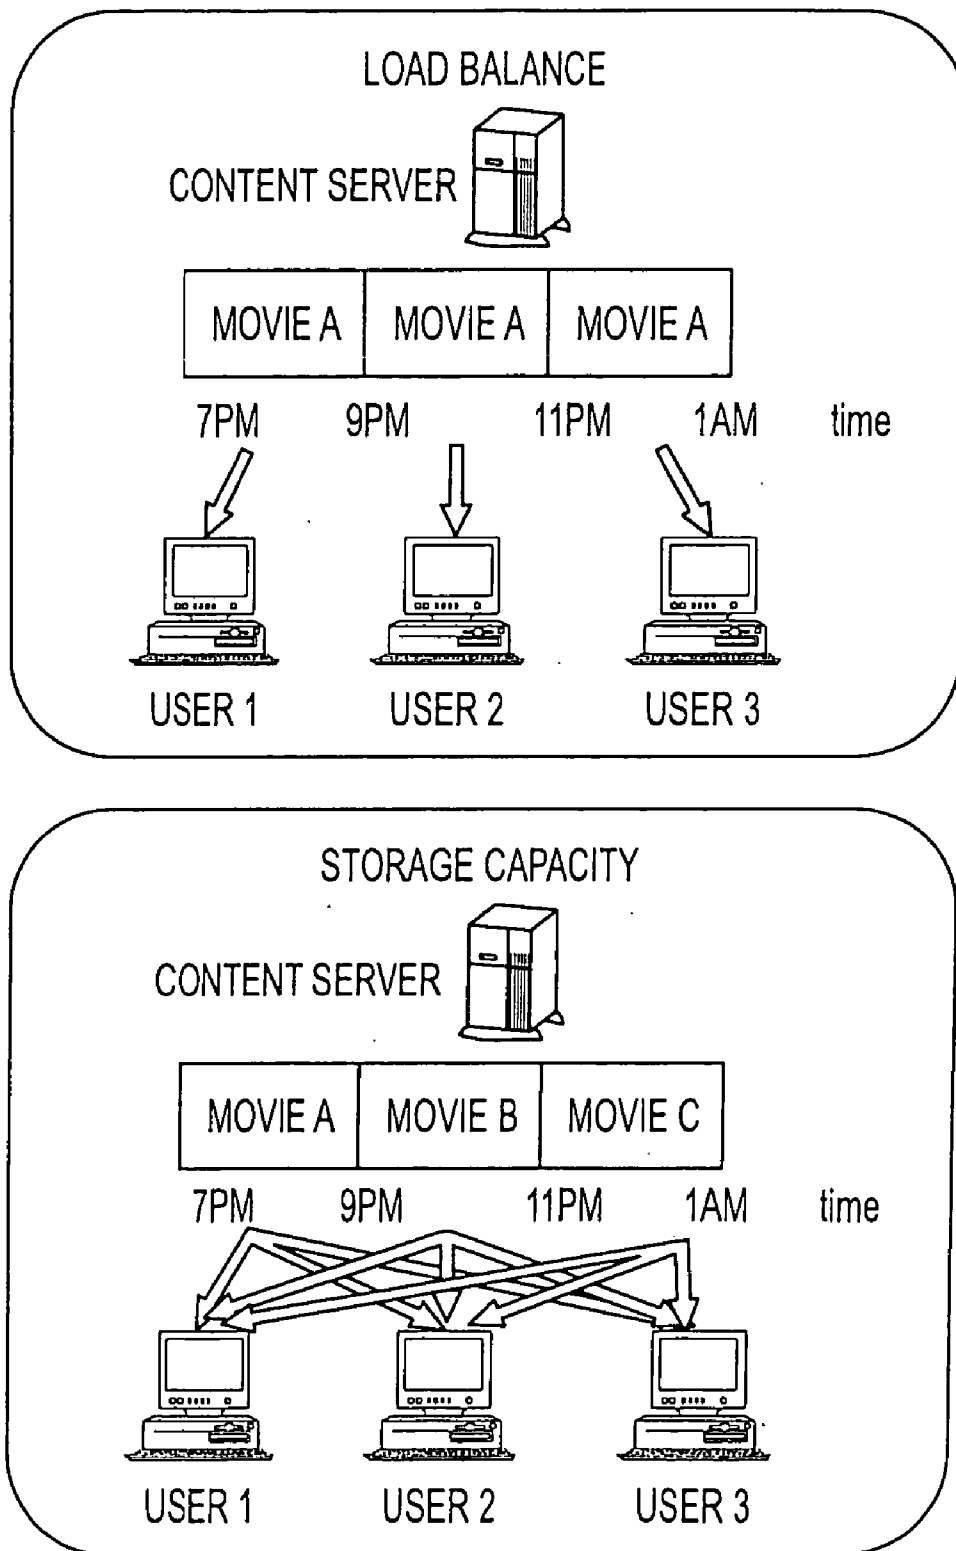 LOAD BALANCE
CONTENT SERVER
MOVIE A MOVIE A MOVIE A
7PM 9PM 11PM 1AM time
USER 1 USER 2 USER 3
STORAGE CAPACITY
CONTENT SERVER
MOVIE A MOVIE B MOVIE C
7PM 9PM 11PM 1AM time
USER 1 USER 2 USER 3